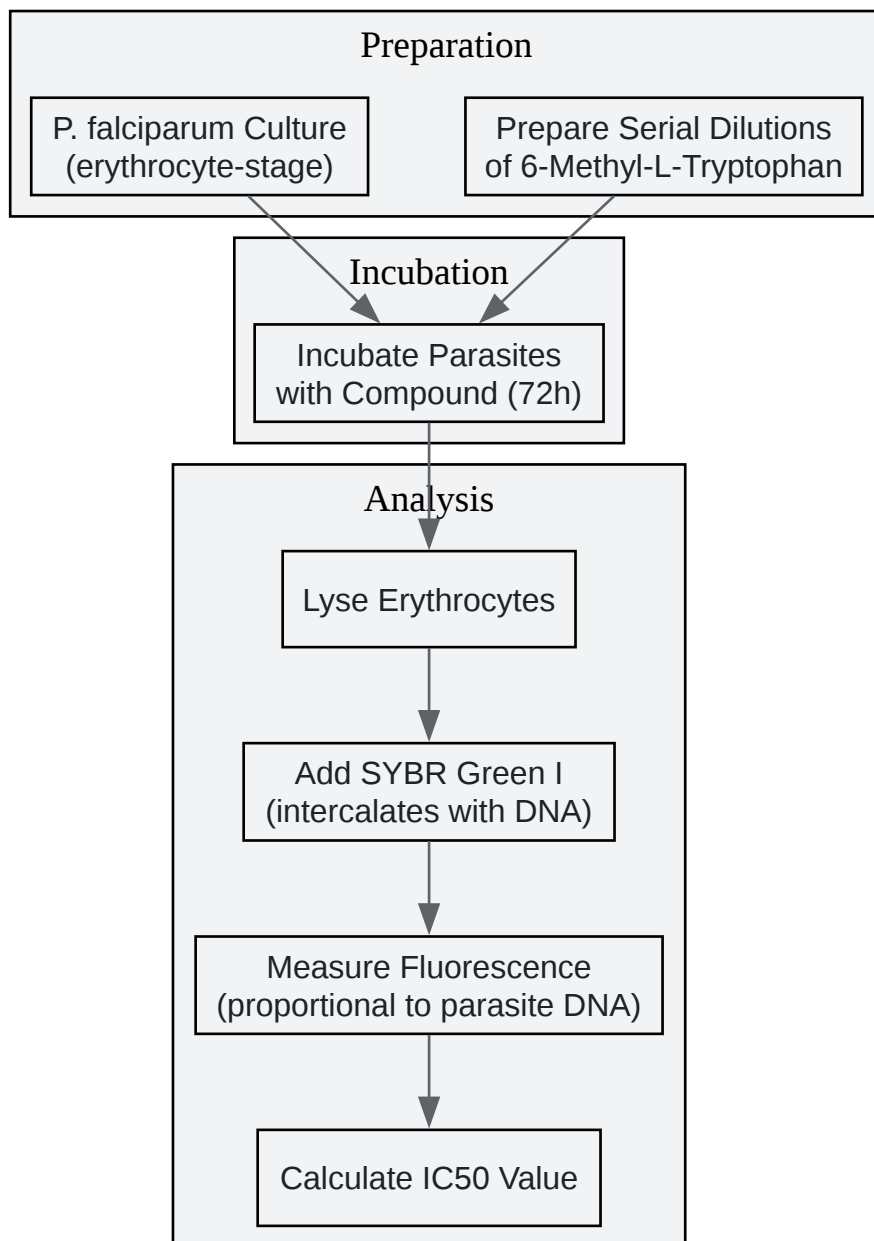 Preparation
P. falciparum Culture
(erythrocyte-stage)
Prepare Serial Dilutions
of 6-Methyl-L-Tryptophan
Incubation
Incubate Parasites
with Compound (72h)
Analysis
Lyse Erythrocytes
Add SYBR Green I
(intercalates with DNA)
Measure Fluorescence
(proportional to parasite DNA)
Calculate IC50 Value